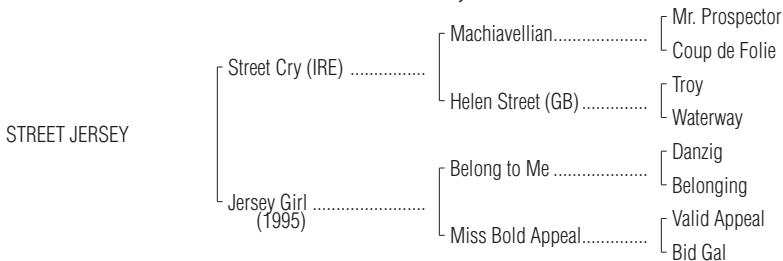 Mr. Prospector
Machiavellian....................
Coup de Folie
Street Cry (IRE) ................
Troy
Helen Street (GB)..............
Waterway
STREET JERSEY
Danzig
Belong to Me ....................
Belonging
Jersey Girl ........................
(1995)
Valid Appeal
Miss Bold Appeal..............
Bid Gal